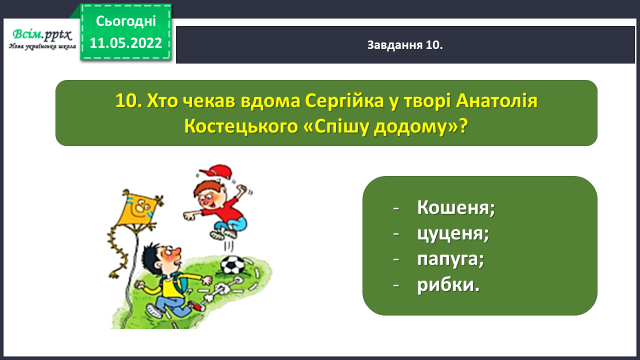 Всім.pptx
Нова українська школа
Сьогодні
11.05.2022
Завдання 10.
10. Хто чекав вдома Сергійка у творі Анатолія
Костецького «Спішу додому»?
- Кошеня;
- цуценя;
- папуга;
- рибки.